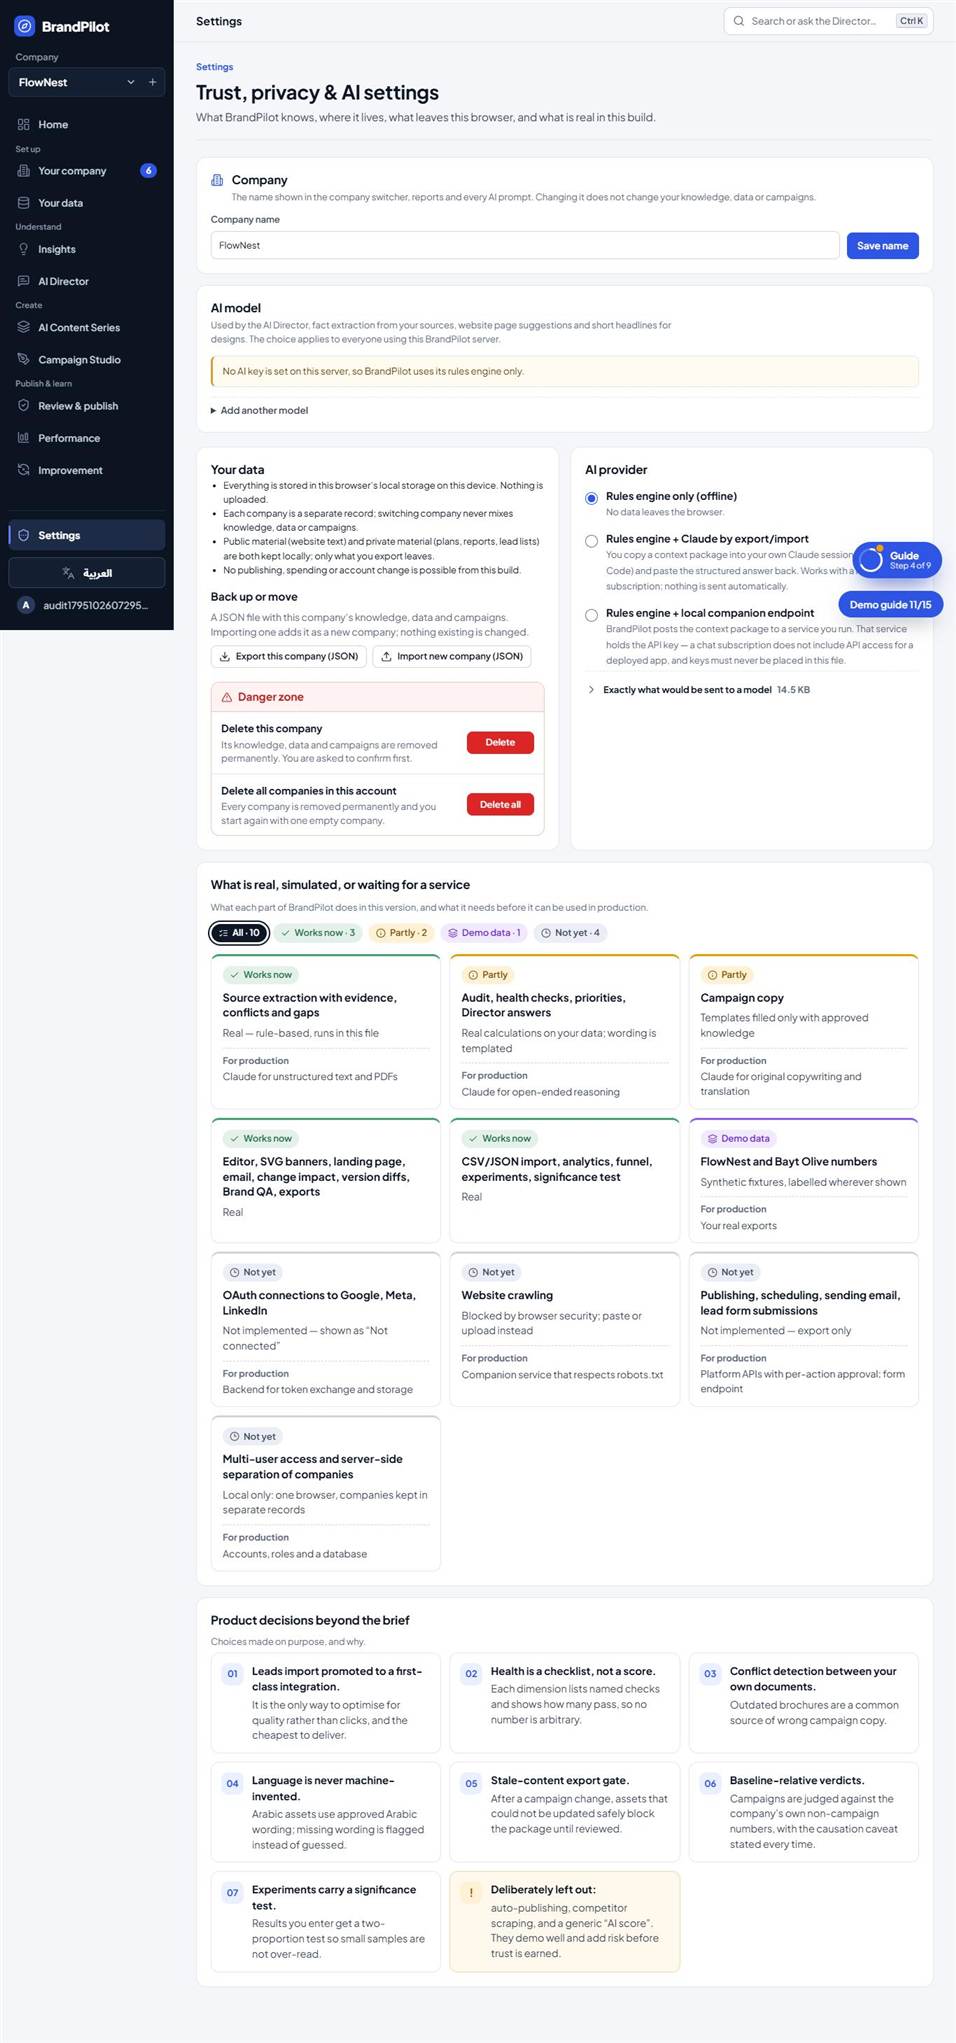 BrandPilot
Company
FlowNest
Home
Set up
Your company 6
Your data
Understand
Insights
AI Director
Create
AI Content Series
Campaign Studio
Publish & learn
Review & publish
Performance
Improvement
Settings
العربية
A audit1795102607295...
Settings
Search or ask the Director... Ctrl K
Settings
Trust, privacy & AI settings
What BrandPilot knows, where it lives, what leaves this browser, and what is real in this build.
Company
The name shown in the company switcher, reports and every AI prompt. Changing it does not change your knowledge, data or campaigns.
Company name
FlowNest
Save name
AI model
Used by the AI Director, fact extraction from your sources, website page suggestions and short headlines for
designs. The choice applies to everyone using this BrandPilot server.
No AI key is set on this server, so BrandPilot uses its rules engine only.
Add another model
Your data
Everything is stored in this browser's local storage on this device. Nothing is
uploaded.
Each company is a separate record; switching company never mixes
knowledge, data or campaigns.
Public material (website text) and private material (plans, reports, lead lists)
are both kept locally; only what you export leaves.
No publishing, spending or account change is possible from this build.
Back up or move
A JSON file with this company's knowledge, data and campaigns.
Importing one adds it as a new company; nothing existing is changed.
Export this company (JSON)
Import new company (JSON)
Danger zone
Delete this company
Its knowledge, data and campaigns are removed
permanently. You are asked to confirm first.
Delete
Delete all companies in this account
Every company is removed permanently and you
start again with one empty company.
Delete all
AI provider
Rules engine only (offline)
No data leaves the browser.
Rules engine + Claude by export/import
You copy a context package into your own Claude session
Code) and paste the structured answer back. Works with a
subscription; nothing is sent automatically.
Rules engine + local companion endpoint
BrandPilot posts the context package to a service you run. That service
holds the API key — a chat subscription does not include API access for a
deployed app, and keys must never be placed in this file.
Exactly what would be sent to a model 14.5 KB
Guide
Step 4 of 9
Demo guide 11/15
What is real, simulated, or waiting for a service
What each part of BrandPilot does in this version, and what it needs before it can be used in production.
All · 10
Works now · 3
Partly · 2
Demo data · 1
Not yet · 4
Works now
Source extraction with evidence,
conflicts and gaps
Real — rule-based, runs in this file
For production
Claude for unstructured text and PDFs
Partly
Audit, health checks, priorities,
Director answers
Real calculations on your data; wording is
templated
For production
Claude for open-ended reasoning
Partly
Campaign copy
Templates filled only with approved
knowledge
For production
Claude for original copywriting and
translation
Works now
Editor, SVG banners, landing page,
email, change impact, version diffs,
Brand QA, exports
Real
Works now
CSV/JSON import, analytics, funnel,
experiments, significance test
Real
Demo data
FlowNest and Bayt Olive numbers
Synthetic fixtures, labelled wherever shown
For production
Your real exports
Not yet
OAuth connections to Google, Meta,
LinkedIn
Not implemented — shown as "Not
connected"
For production
Backend for token exchange and storage
Not yet
Website crawling
Blocked by browser security; paste or
upload instead
For production
Companion service that respects robots.txt
Not yet
Publishing, scheduling, sending email,
lead form submissions
Not implemented — export only
For production
Platform APIs with per-action approval; form
endpoint
Not yet
Multi-user access and server-side
separation of companies
Local only: one browser, companies kept in
separate records
For production
Accounts, roles and a database
Product decisions beyond the brief
Choices made on purpose, and why.
01 Leads import promoted to a first-
class integration.
It is the only way to optimise for
quality rather than clicks, and the
cheapest to deliver.
02 Health is a checklist, not a score.
Each dimension lists named checks
and shows how many pass, so no
number is arbitrary.
03 Conflict detection between your
own documents.
Outdated brochures are a common
source of wrong campaign copy.
04 Language is never machine-
invented.
Arabic assets use approved Arabic
wording; missing wording is flagged
instead of guessed.
05 Stale-content export gate.
After a campaign change, assets that
could not be updated safely block
the package until reviewed.
06 Baseline-relative verdicts.
Campaigns are judged against the
company's own non-campaign
numbers, with the causation caveat
stated every time.
07 Experiments carry a significance
test.
Results you enter get a two-
proportion test so small samples are
not over-read.
! Deliberately left out:
auto-publishing, competitor
scraping, and a generic "AI score".
They demo well and add risk before
trust is earned.